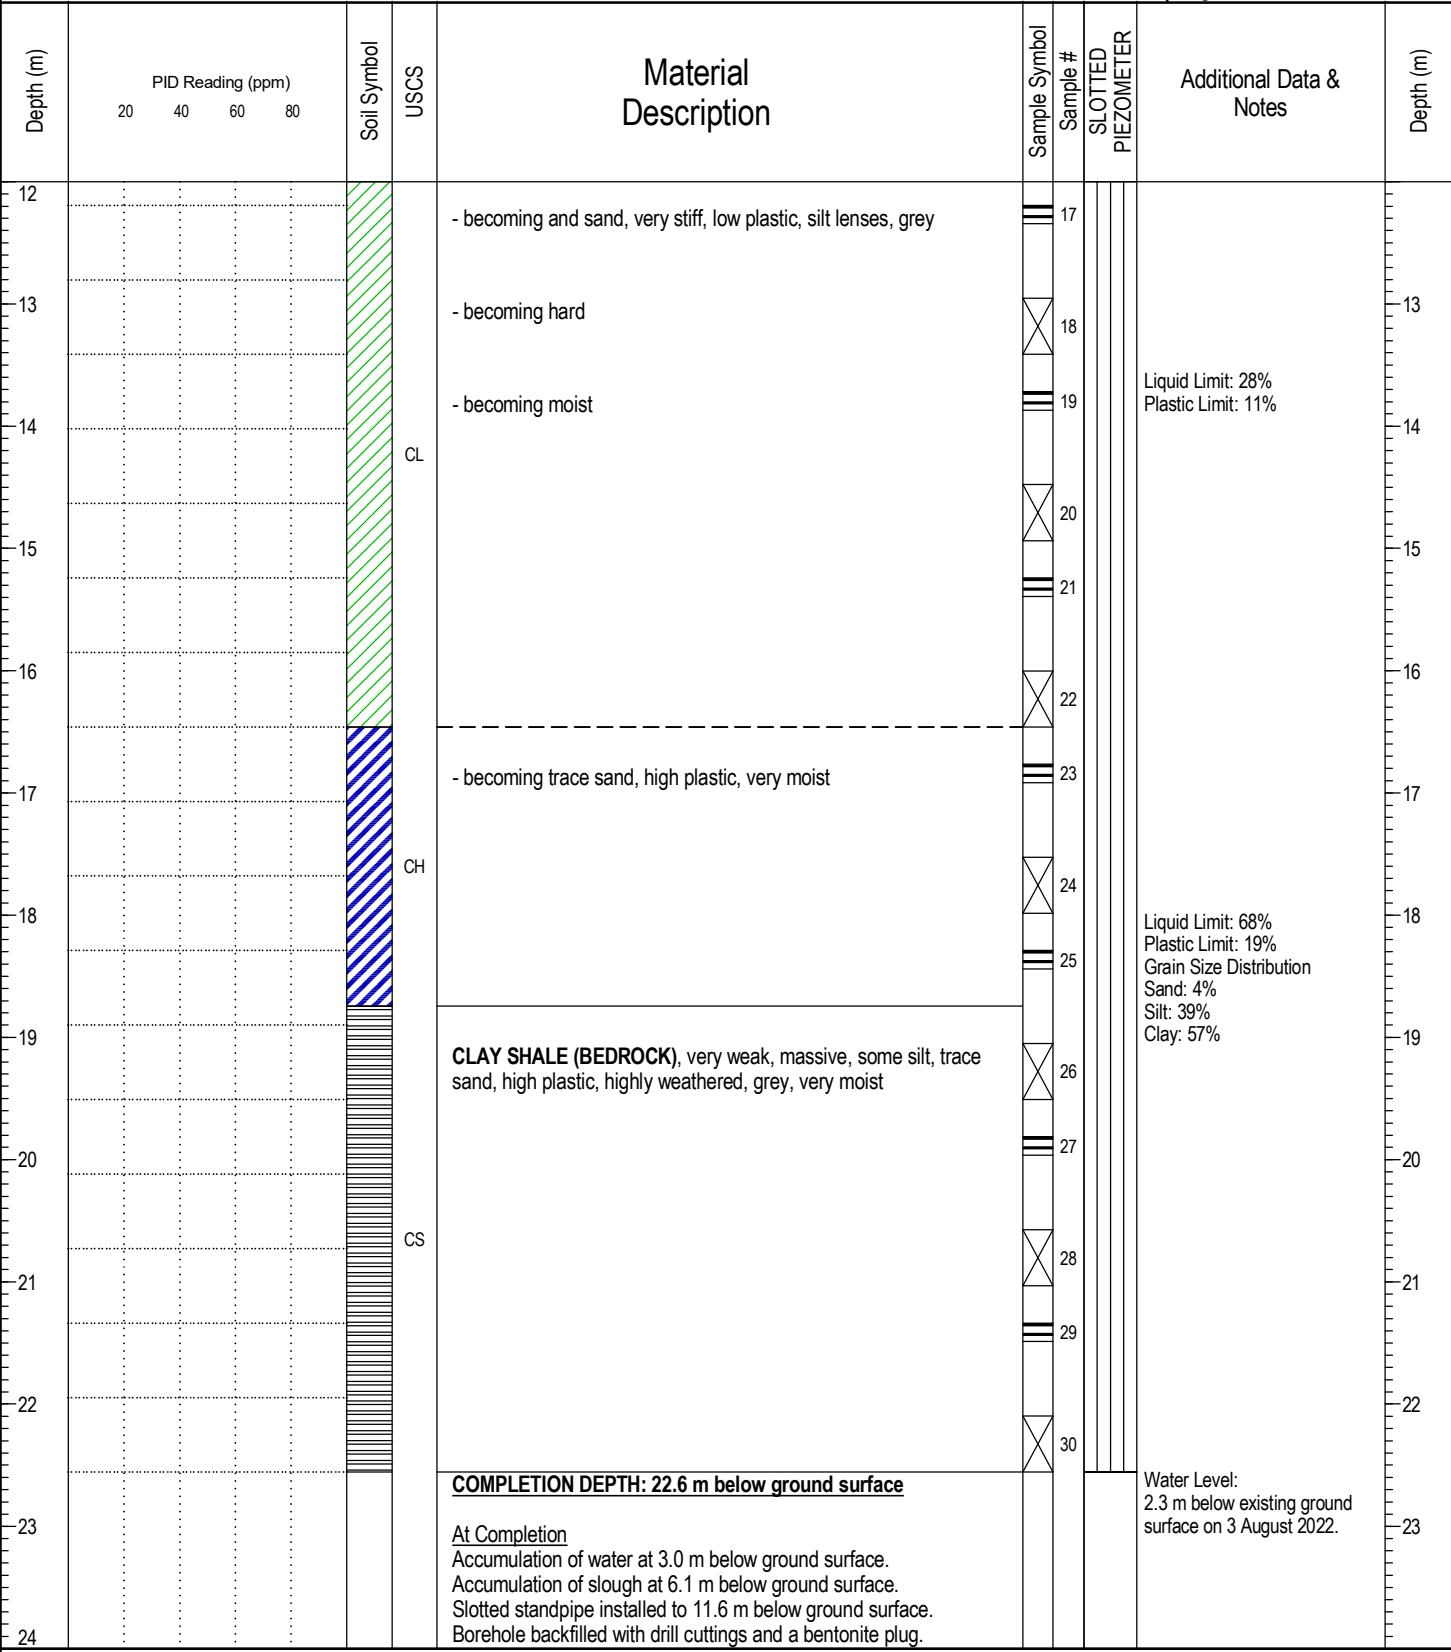 Depth (m)
PID Reading (ppm)
20 40 60 80
Soil Symbol
USCS
Material
Description
Sample Symbol
Sample #
SLOTTED
PIEZOMETER
Additional Data &
Notes
Depth (m)
12
- becoming and sand, very stiff, low plastic, silt lenses, grey
17
13
- becoming hard
18
13
Liquid Limit: 28%
- becoming moist
19
Plastic Limit: 11%
14
14
CL
20
15
15
21
16
16
22
- becoming trace sand, high plastic, very moist
23
17
17
CH
24
18
18
Liquid Limit: 68%
Plastic Limit: 19%
25
Grain Size Distribution
Sand: 4%
Silt: 39%
Clay: 57%
19
19
CLAY SHALE (BEDROCK), very weak, massive, some silt, trace
sand, high plastic, highly weathered, grey, very moist
26
27
20
20
CS
28
21
21
29
22
22
30
COMPLETION DEPTH: 22.6 m below ground surface
Water Level:
2.3 m below existing ground
surface on 3 August 2022.
23
23
At Completion
Accumulation of water at 3.0 m below ground surface.
Accumulation of slough at 6.1 m below ground surface.
Slotted standpipe installed to 11.6 m below ground surface.
Borehole backfilled with drill cuttings and a bentonite plug.
24